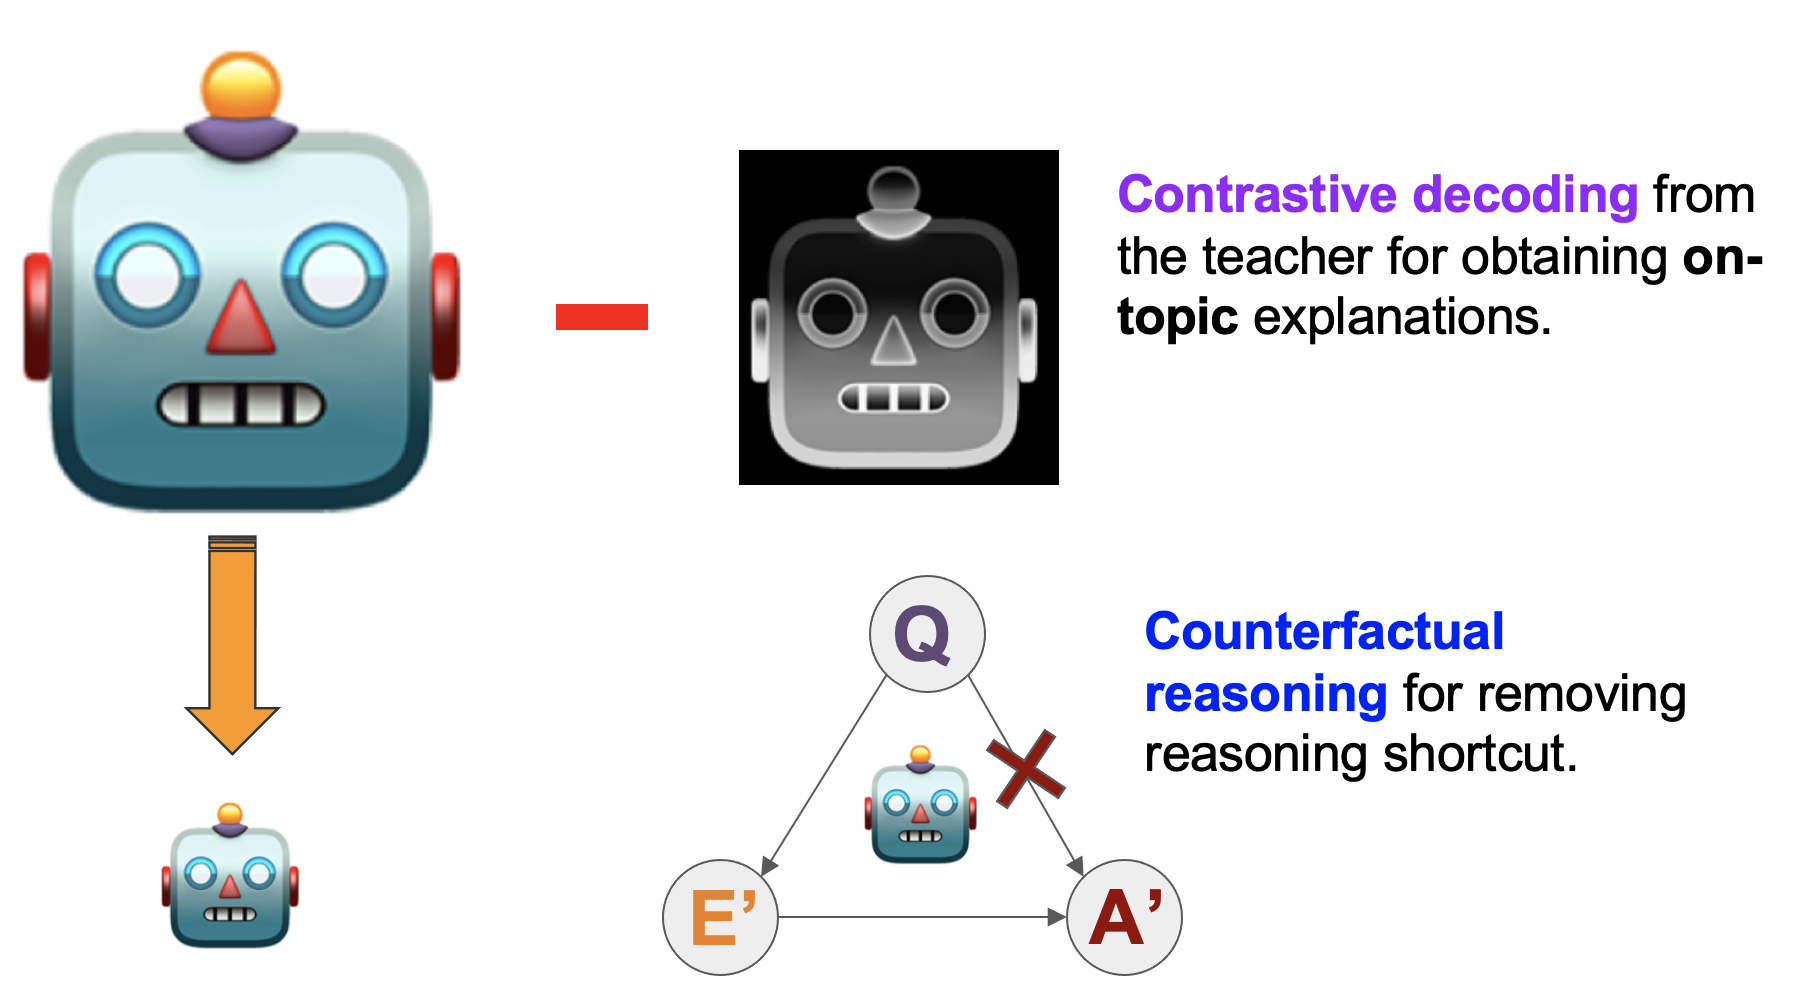 Contrastive decoding from
the teacher for obtaining on-
topic explanations.
Q
Counterfactual
reasoning for removing
reasoning shortcut.
E’
A’